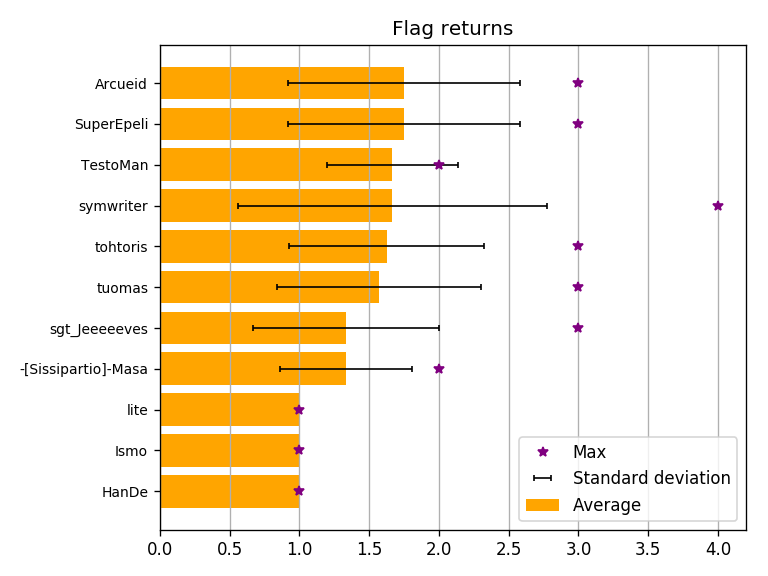 Flag returns
Arcueid
SuperEpeli
TestoMan
symwriter
tohtoris
tuomas
sgt_Jeeeeeves
-[Sissipartio]-Masa
lite
Ismo
HanDe
Max
Standard deviation
Average
0.0 0.5 1.0 1.5 2.0 2.5 3.0 3.5 4.0